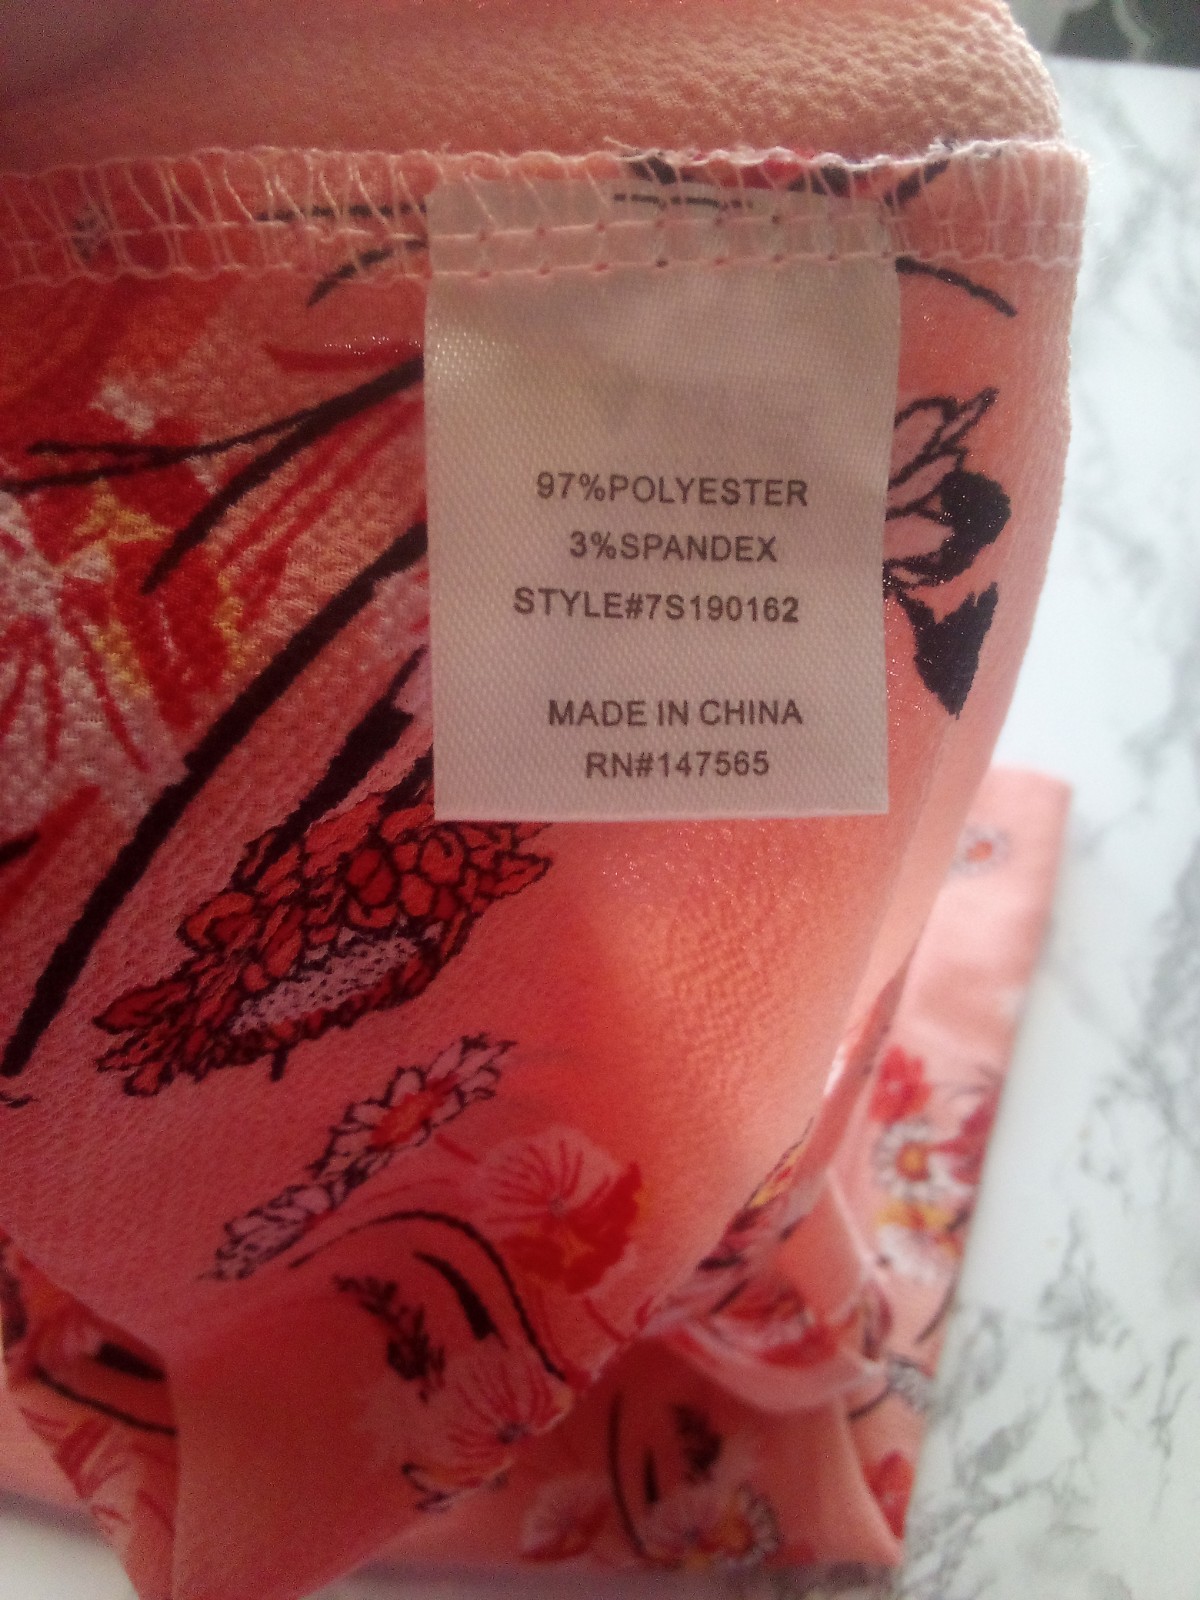 97%POLYESTER
3%SPANDEX
STYLE#7S190162
MADE IN CHINA
RN#147565